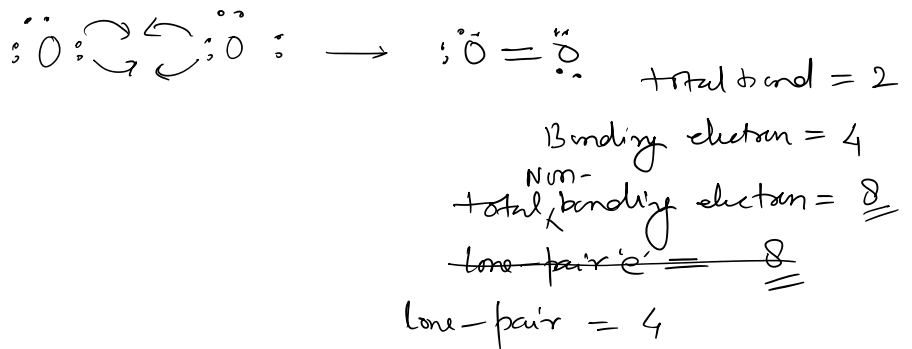 :Ö: :Ö: → :Ö = Ö:
total bond = 2
Bonding electron = 4
Non-
total bonding electron = 8
lone pair e = 8
lone-pair = 4